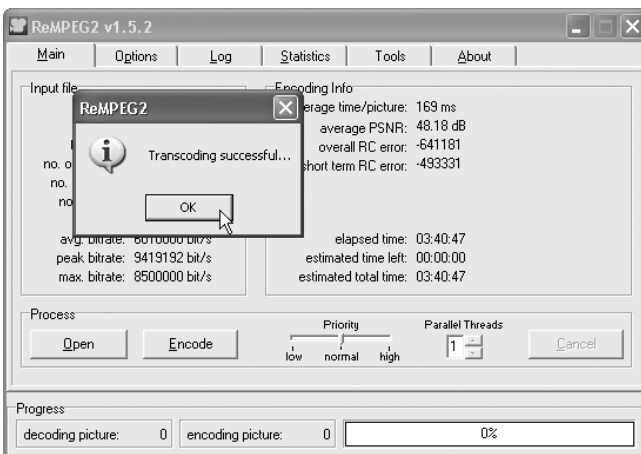 ReMPEG2 v1.5.2
Main Options Log Statistics Tools About
Input file
Encoding Info
ReMPEG2
Transcoding successful...
OK
169 ms
average PSNR: 48.18 dB
overall RC error: -641181
short term RC error: -493331
no. o
no.
no
avg. bitrate: 6010000 bit/s
peak bitrate: 9419192 bit/s
max. bitrate: 8500000 bit/s
elapsed time: 03:40:47
estimated time left: 00:00:00
estimated total time: 03:40:47
Process
Open Encode
Priority
low normal high
Parallel Threads
1
Cancel
Progress
decoding picture: 0 encoding picture: 0 0%